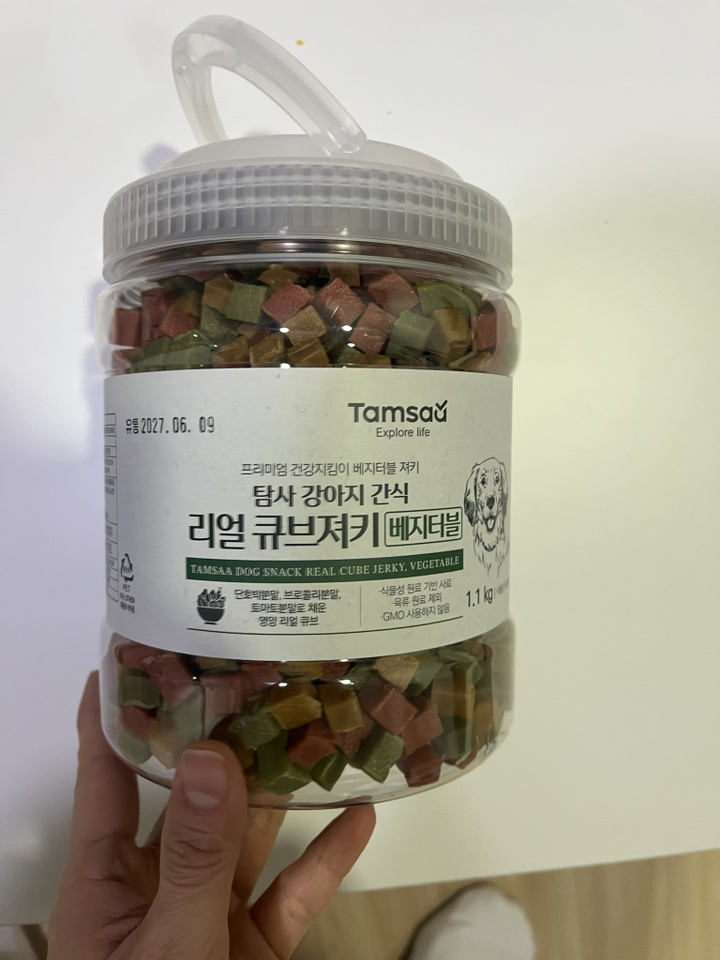 유통 2027. 06. 09
Tamsaa
Explore life
프리미엄 건강지킴이 베지터블 져키
탐사 강아지 간식
리얼 큐브져키 베지터블
TAMSAA DOG SNACK REAL CUBE JERKY, VEGETABLE
단호박분말, 브로콜리분말,
토마토분말로 채운
영양 리얼 큐브
·식물성 원료 기반 사료
·육류 원료 제외
·GMO 사용하지 않음
1.1 kg
PET